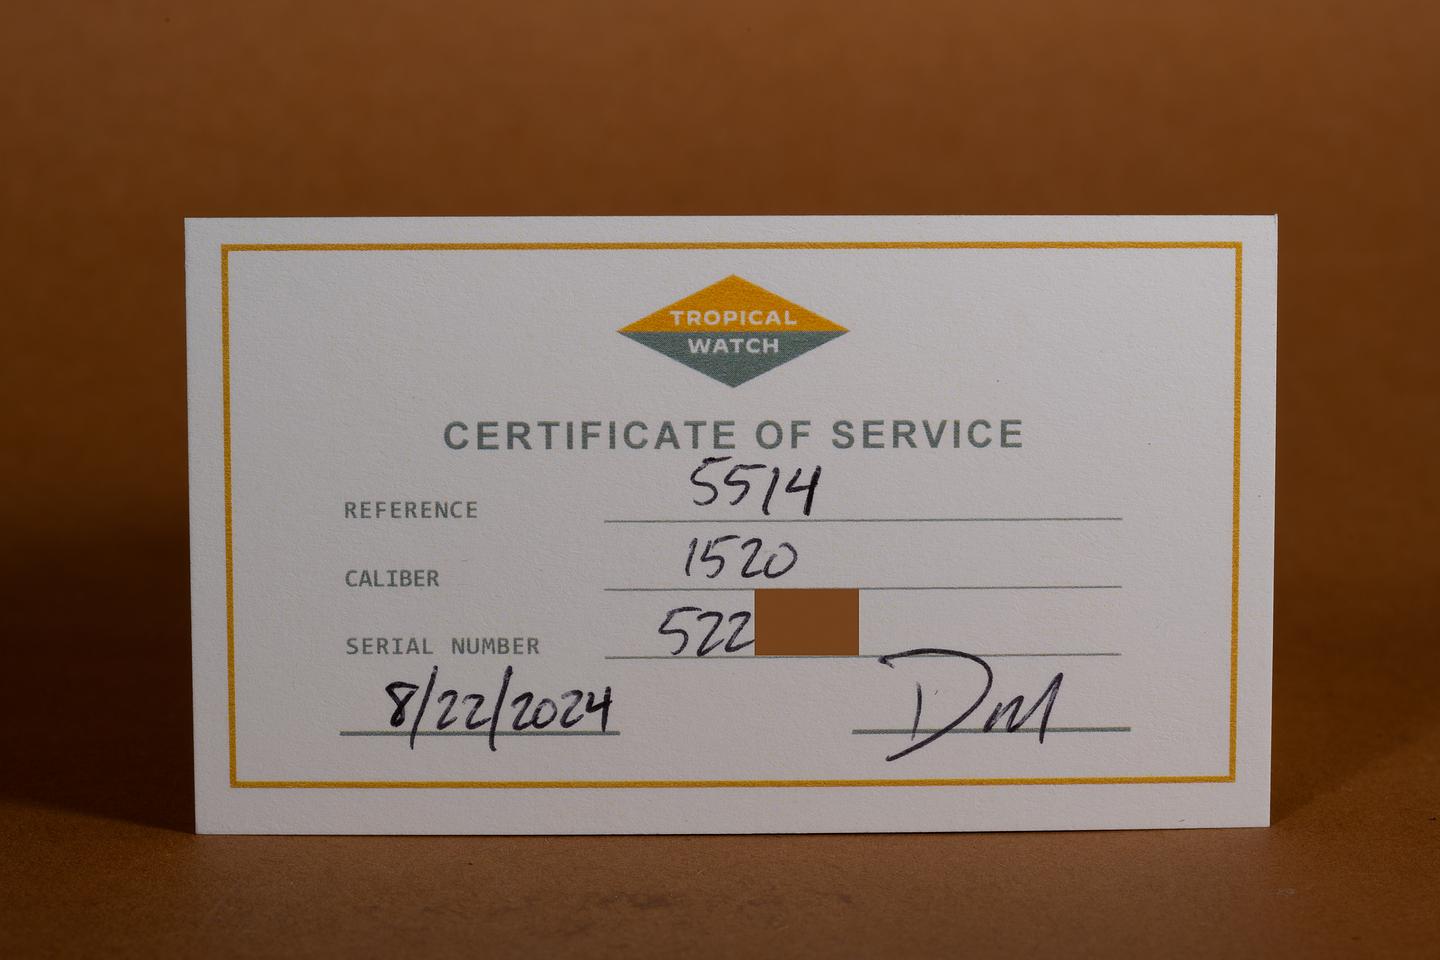 TROPICAL
WATCH
CERTIFICATE OF SERVICE
REFERENCE 5514
CALIBER 1520
SERIAL NUMBER 522
8/22/2024